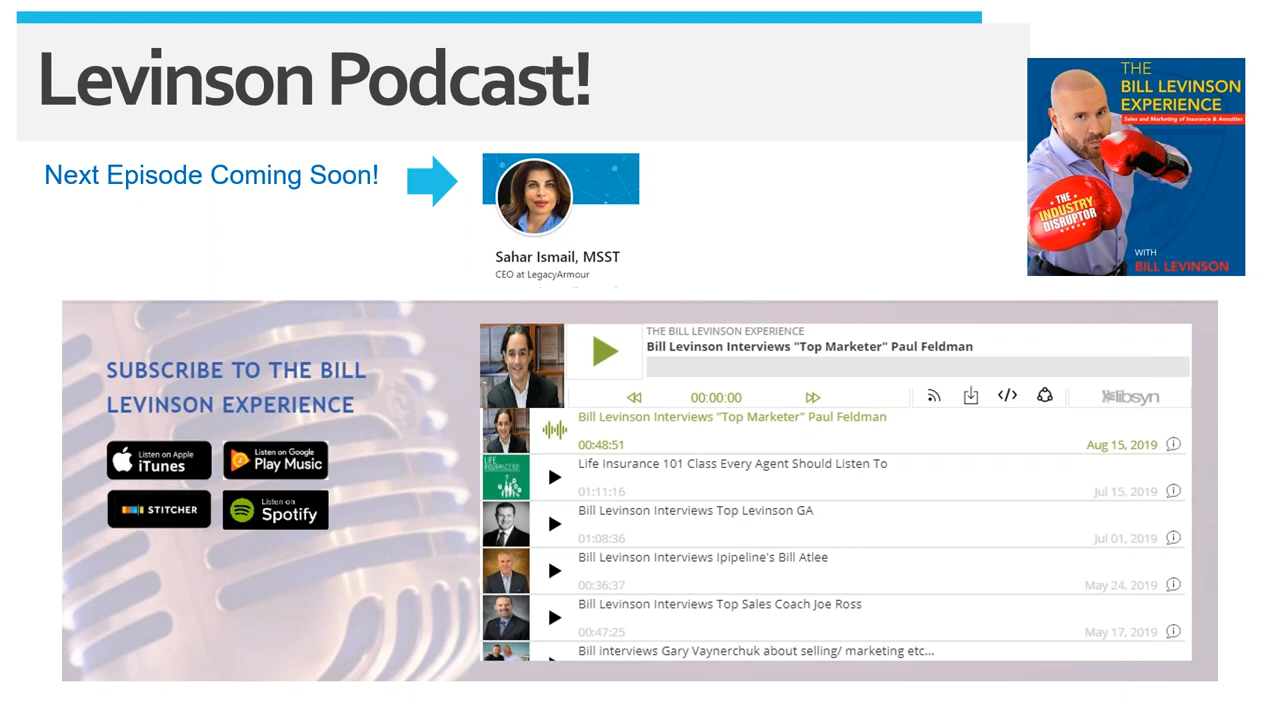 Levinson Podcast!
THE
BILL LEVINSON
EXPERIENCE
Sales and Marketing of Insurance & Annuities
THE
INDUSTRY
DISRUPTOR
WITH
BILL LEVINSON
Next Episode Coming Soon!
Sahar Ismail, MSST
CEO at LegacyArmour
SUBSCRIBE TO THE BILL
LEVINSON EXPERIENCE
Listen on Apple
iTunes
Listen on Google
Play Music
STITCHER
Listen on
Spotify
THE BILL LEVINSON EXPERIENCE
Bill Levinson Interviews "Top Marketer" Paul Feldman
00:00:00
libsyn
Bill Levinson Interviews "Top Marketer" Paul Feldman
00:48:51 Aug 15, 2019
Life Insurance 101 Class Every Agent Should Listen To
01:11:16 Jul 15, 2019
Bill Levinson Interviews Top Levinson GA
01:08:36 Jul 01, 2019
Bill Levinson Interviews Ipipeline's Bill Atlee
00:36:37 May 24, 2019
Bill Levinson Interviews Top Sales Coach Joe Ross
00:47:25 May 17, 2019
Bill interviews Gary Vaynerchuk about selling/ marketing etc...